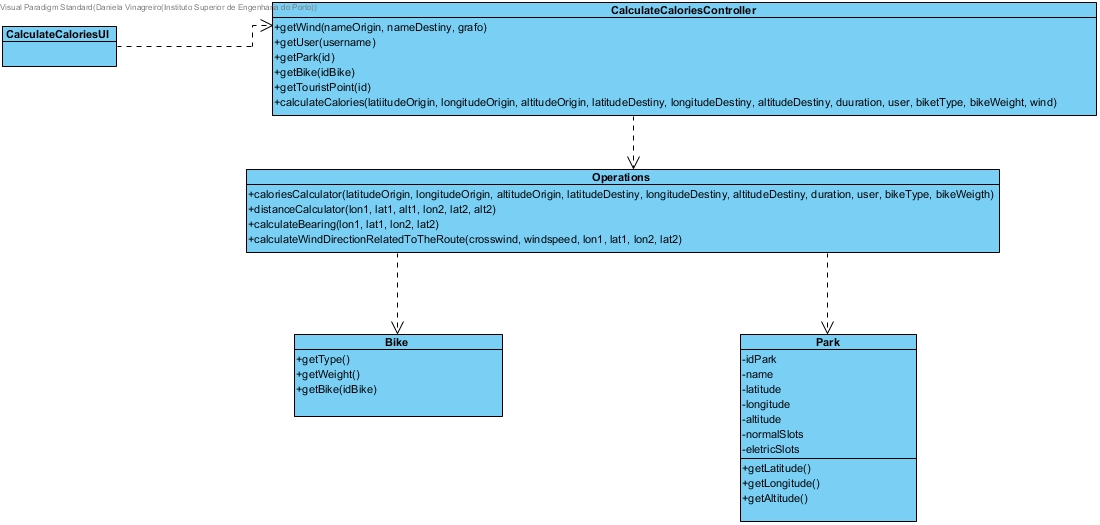 Visual Paradigm Standard(Daniela Vinagreiro(Instituto Superior de Engenharia do Porto))
CalculateCaloriesUI
CalculateCaloriesController
+getWind(nameOrigin, nameDestiny, grafo)
+getUser(username)
+getPark(id)
+getBike(idBike)
+getTouristPoint(id)
+calculateCalories(latiitudeOrigin, longitudeOrigin, altitudeOrigin, latitudeDestiny, longitudeDestiny, altitudeDestiny, duuration, user, biketType, bikeWeight, wind)
Operations
+caloriesCalculator(latitudeOrigin, longitudeOrigin, altitudeOrigin, latitudeDestiny, longitudeDestiny, altitudeDestiny, duration, user, bikeType, bikeWeigth)
+distanceCalculator(lon1, lat1, alt1, lon2, lat2, alt2)
+calculateBearing(lon1, lat1, lon2, lat2)
+calculateWindDirectionRelatedToTheRoute(crosswind, windspeed, lon1, lat1, lon2, lat2)
Bike
+getType()
+getWeight()
+getBike(idBike)
Park
-idPark
-name
-latitude
-longitude
-altitude
-normalSlots
-eletricSlots
+getLatitude()
+getLongitude()
+getAltitude()